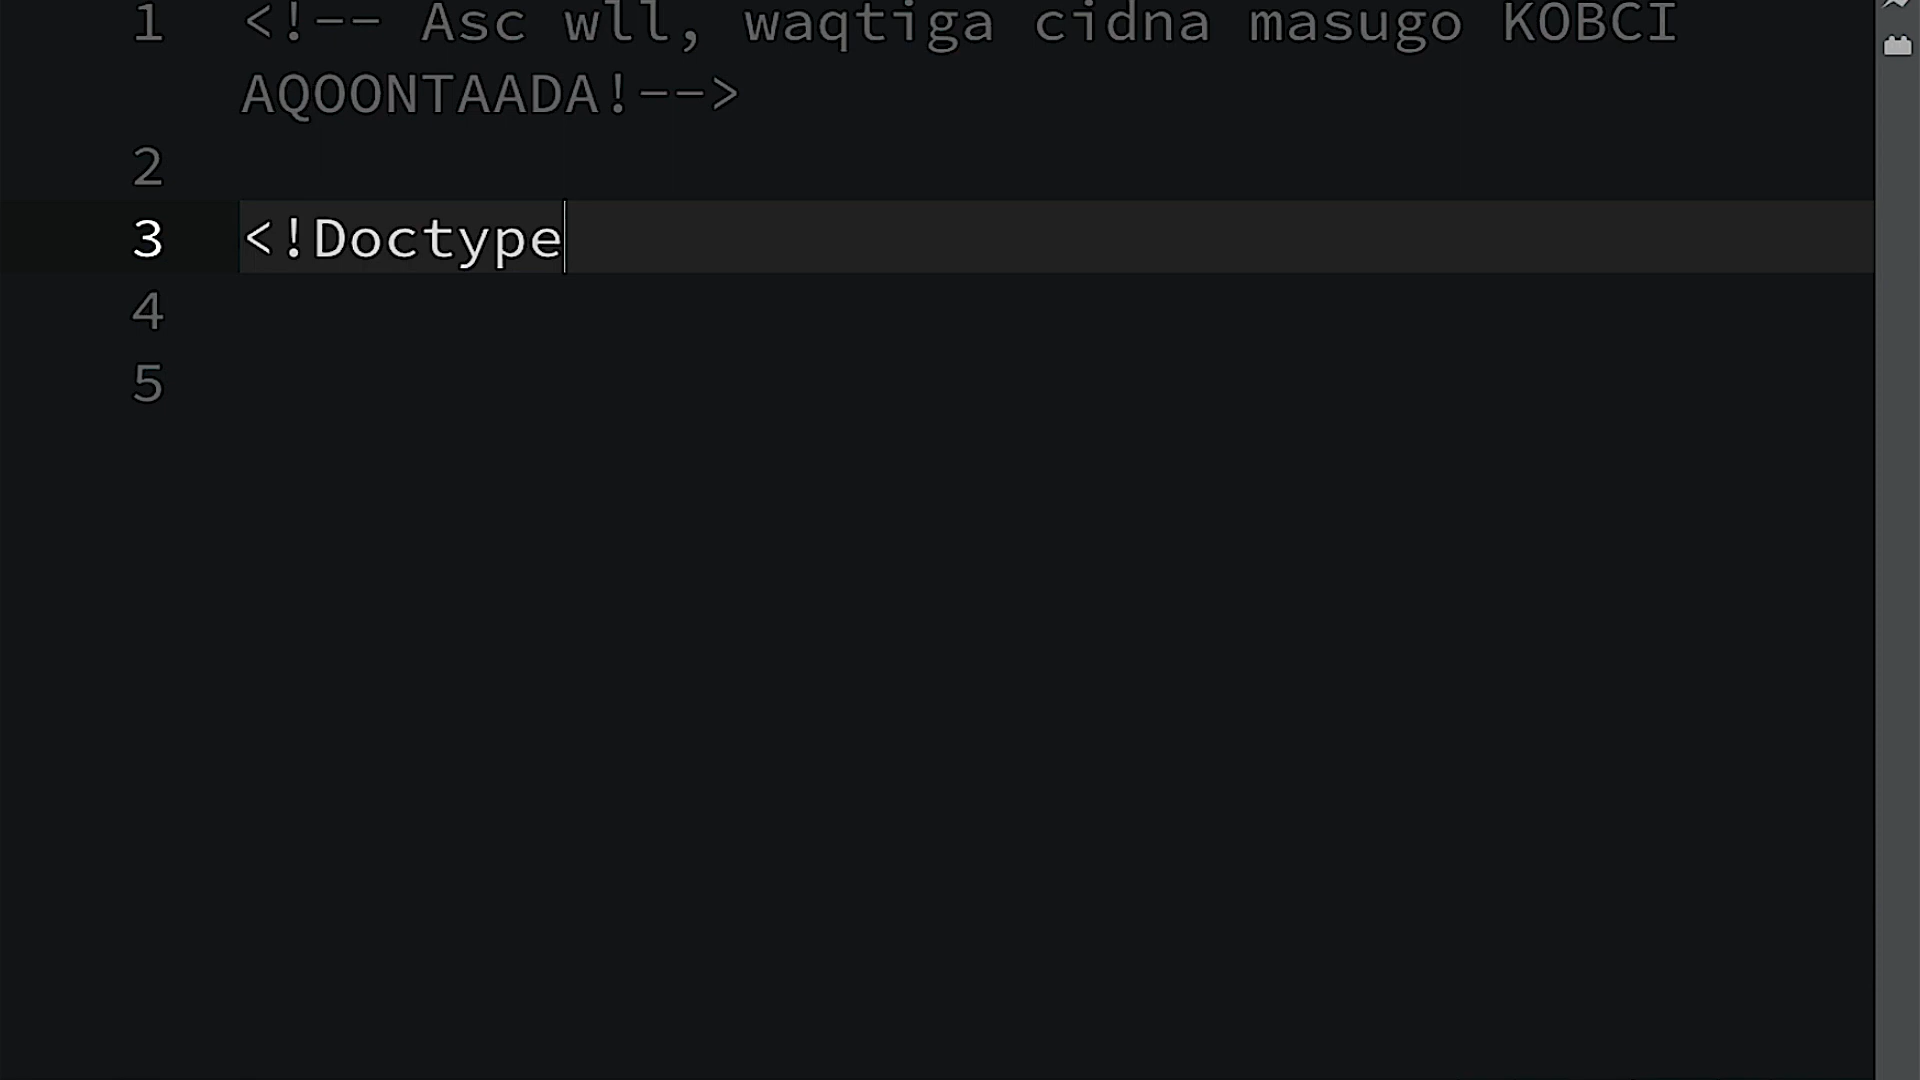 1 <!-- Asc wll, waqtiga cidna masugo KOBCI
AQOONTAADA!-->
2
3 <!Doctype
4
5